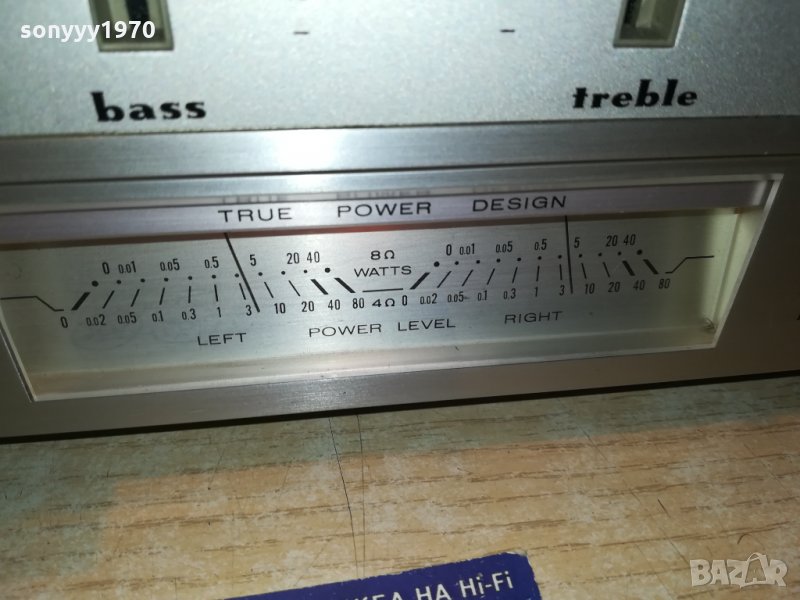 sonyyy1970
bass treble
TRUE POWER DESIGN
0 0.01 0.05 0.5 5 20 40 8Ω 0 0.01 0.05 0.5 5 20 40
WATTS
0 0.02 0.05 0.1 0.3 1 3 10 20 40 80 4Ω 0 0.02 0.05 0.1 0.3 1 3 10 20 40 80
LEFT POWER LEVEL RIGHT
НА Hi-Fi
BAZAR